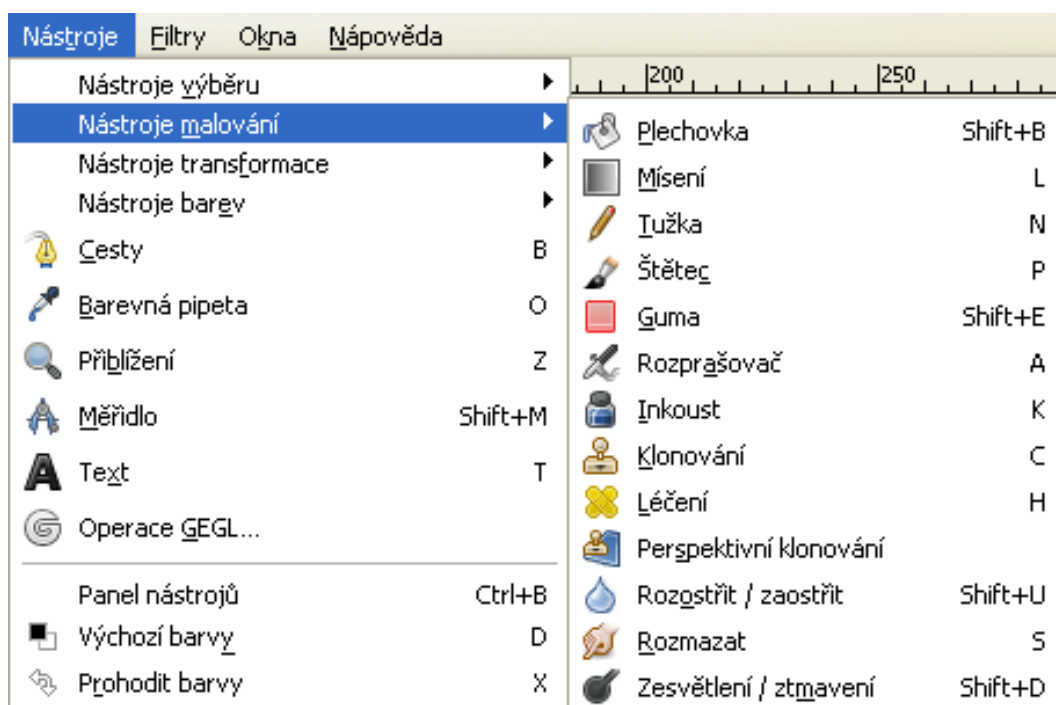 Nástroje Filtry Okna Nápověda
Nástroje výběru
Nástroje malování
Nástroje transformace
Nástroje barev
Cesty B
Barevná pipeta O
Přiblížení Z
Měřidlo Shift+M
Text T
Operace GEGL...
Panel nástrojů Ctrl+B
Výchozí barvy D
Prohodit barvy X
200 250
Plechovka Shift+B
Mísení L
Tužka N
Štětec P
Guma Shift+E
Rozprašovač A
Inkoust K
Klonování C
Léčení H
Perspektivní klonování
Rozostřit / zaostřit Shift+U
Rozmazat S
Zesvětlení / ztmavení Shift+D